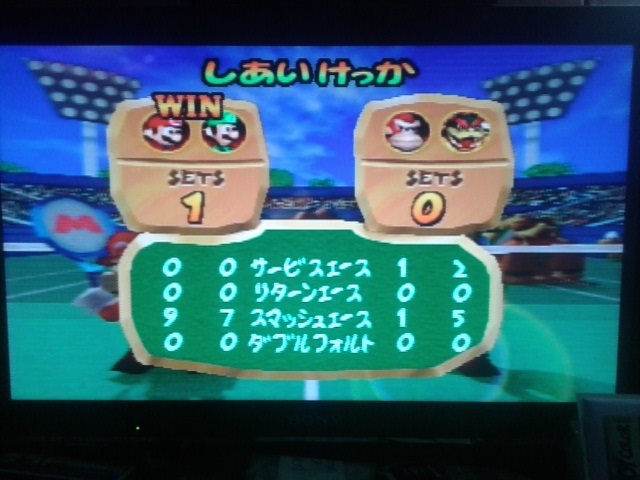 しあいけっか
WIN
SETS SETS
1 0
0 0 サービスエース 1 2
0 0 リターンエース 0 0
9 7 スマッシュエース 1 5
0 0 ダブルフォルト 0 0
M
SONY